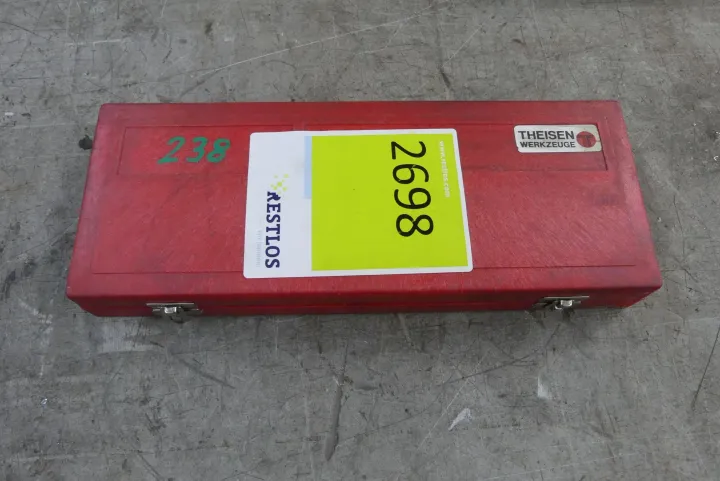 238
THEISEN
WERKZEUGE
2698
RESTLOS